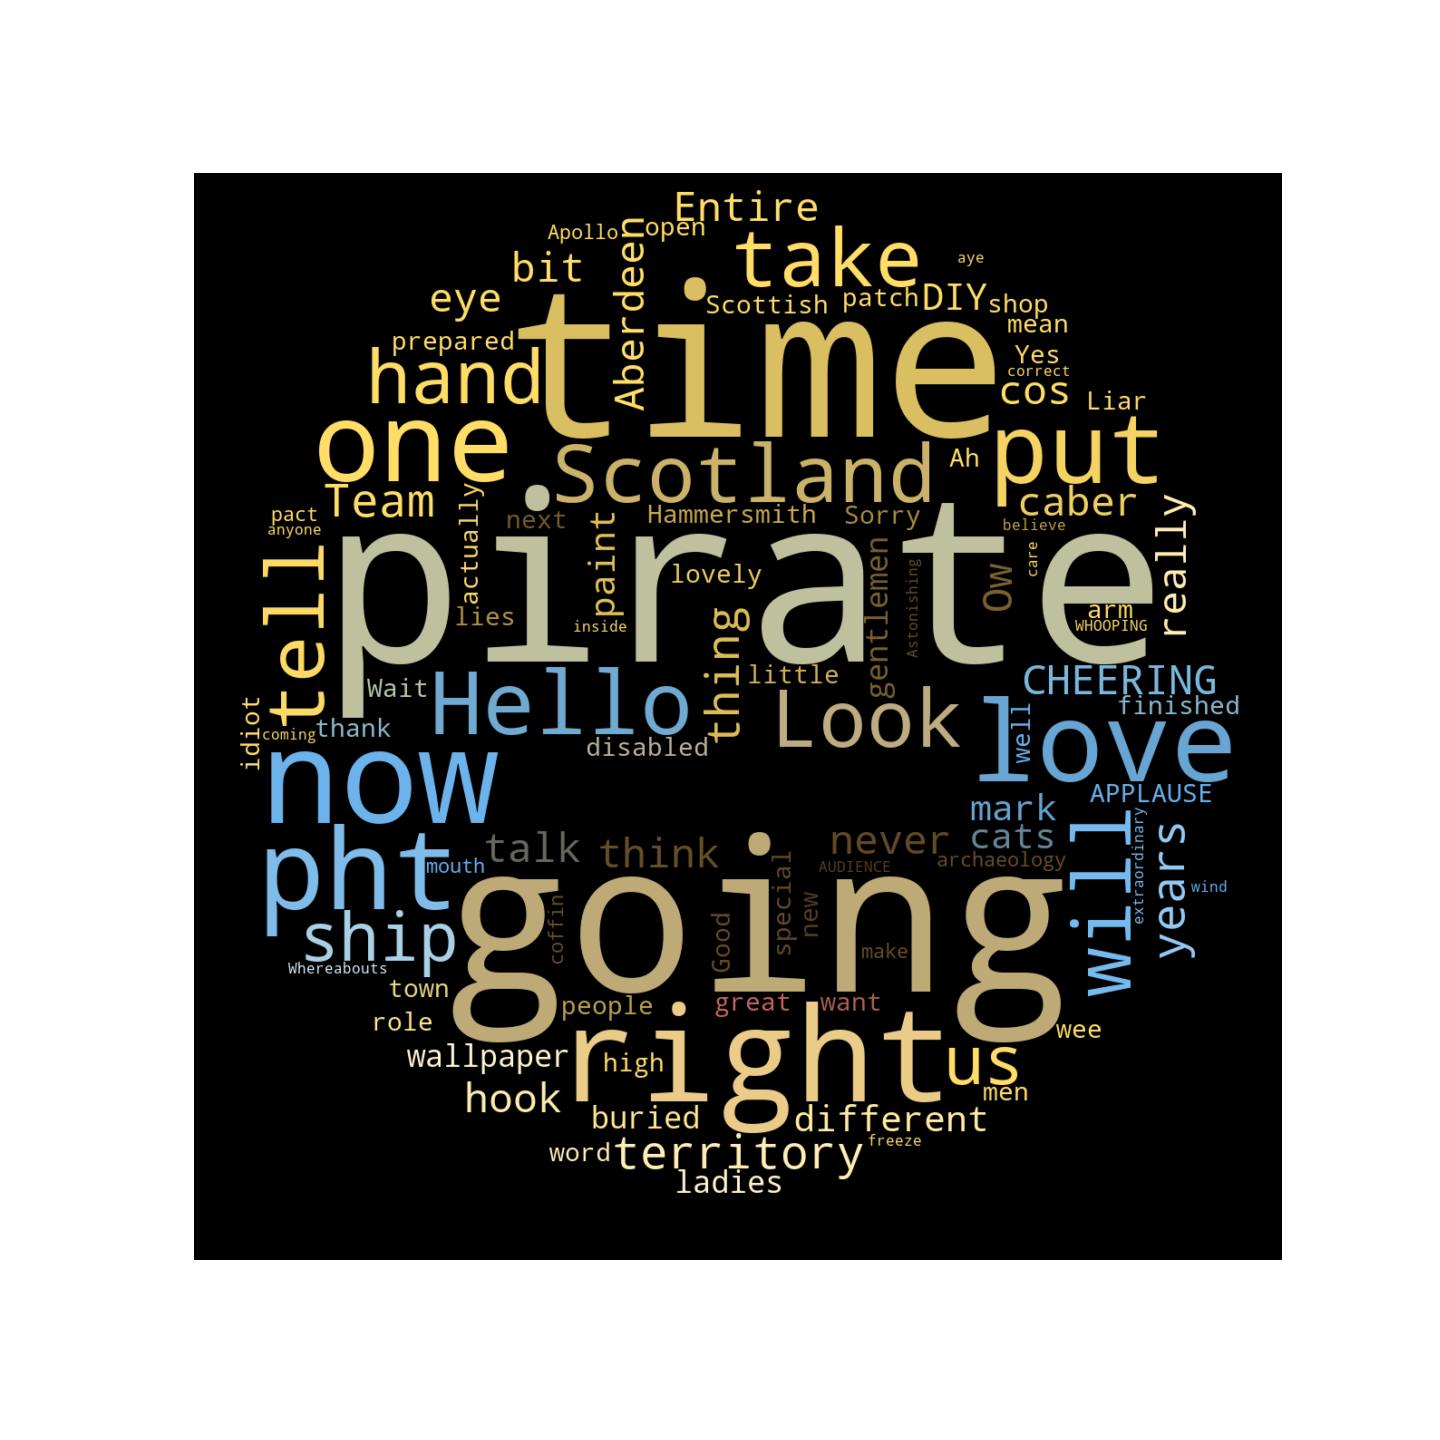 Entire
Apollo
open
take
aye
bit
Aberdeen
eye
time
Scottish
patch
DIY
shop
mean
prepared
hand
Yes
correct
cos
Liar
one
put
Scotland
Ah
Team
caber
pact
anyone
actually
next
paint
Hammersmith
Sorry
believe
really
pirate
tell
lovely
gentlemen
Astonishing
care
Ow
arm
WHOOPING
lies
inside
thing
little
Wait
Hello
Look
CHEERING
love
well
finished
idiot
coming
thank
disabled
now
APPLAUSE
mark
cats
pht
mouth
talk
think
never
AUDIENCE
archaeology
will
extraordinary
years
wind
going
ship
coffin
Good
special
new
make
Whereabouts
town
people
great
want
role
right
wee
wallpaper
high
us
men
hook
buried
different
word
territory
freeze
ladies